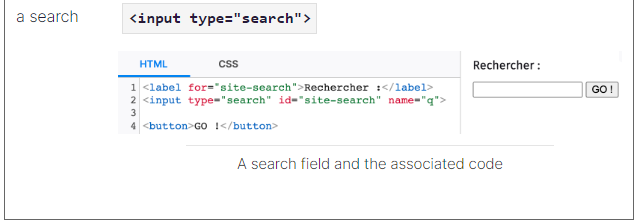 a search
<input type="search">
HTML CSS
1 <label for="site-search">Rechercher :</label>
2 <input type="search" id="site-search" name="q">
3
4 <button>GO !</button>
Rechercher :
GO !
A search field and the associated code